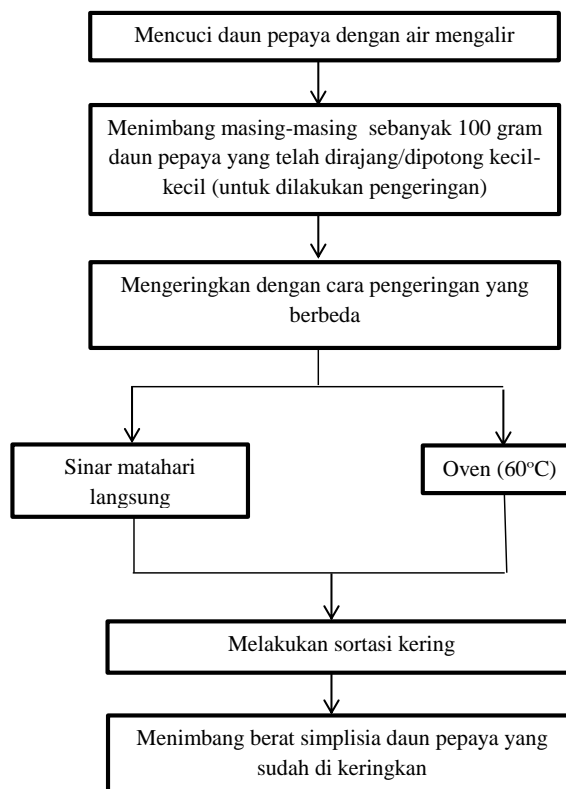 Mencuci daun pepaya dengan air mengalir
Menimbang masing-masing sebanyak 100 gram
daun pepaya yang telah dirajang/dipotong kecil-
kecil (untuk dilakukan pengeringan)
Mengeringkan dengan cara pengeringan yang
berbeda
Sinar matahari
langsung
Oven (60°C)
Melakukan sortasi kering
Menimbang berat simplisia daun pepaya yang
sudah di keringkan